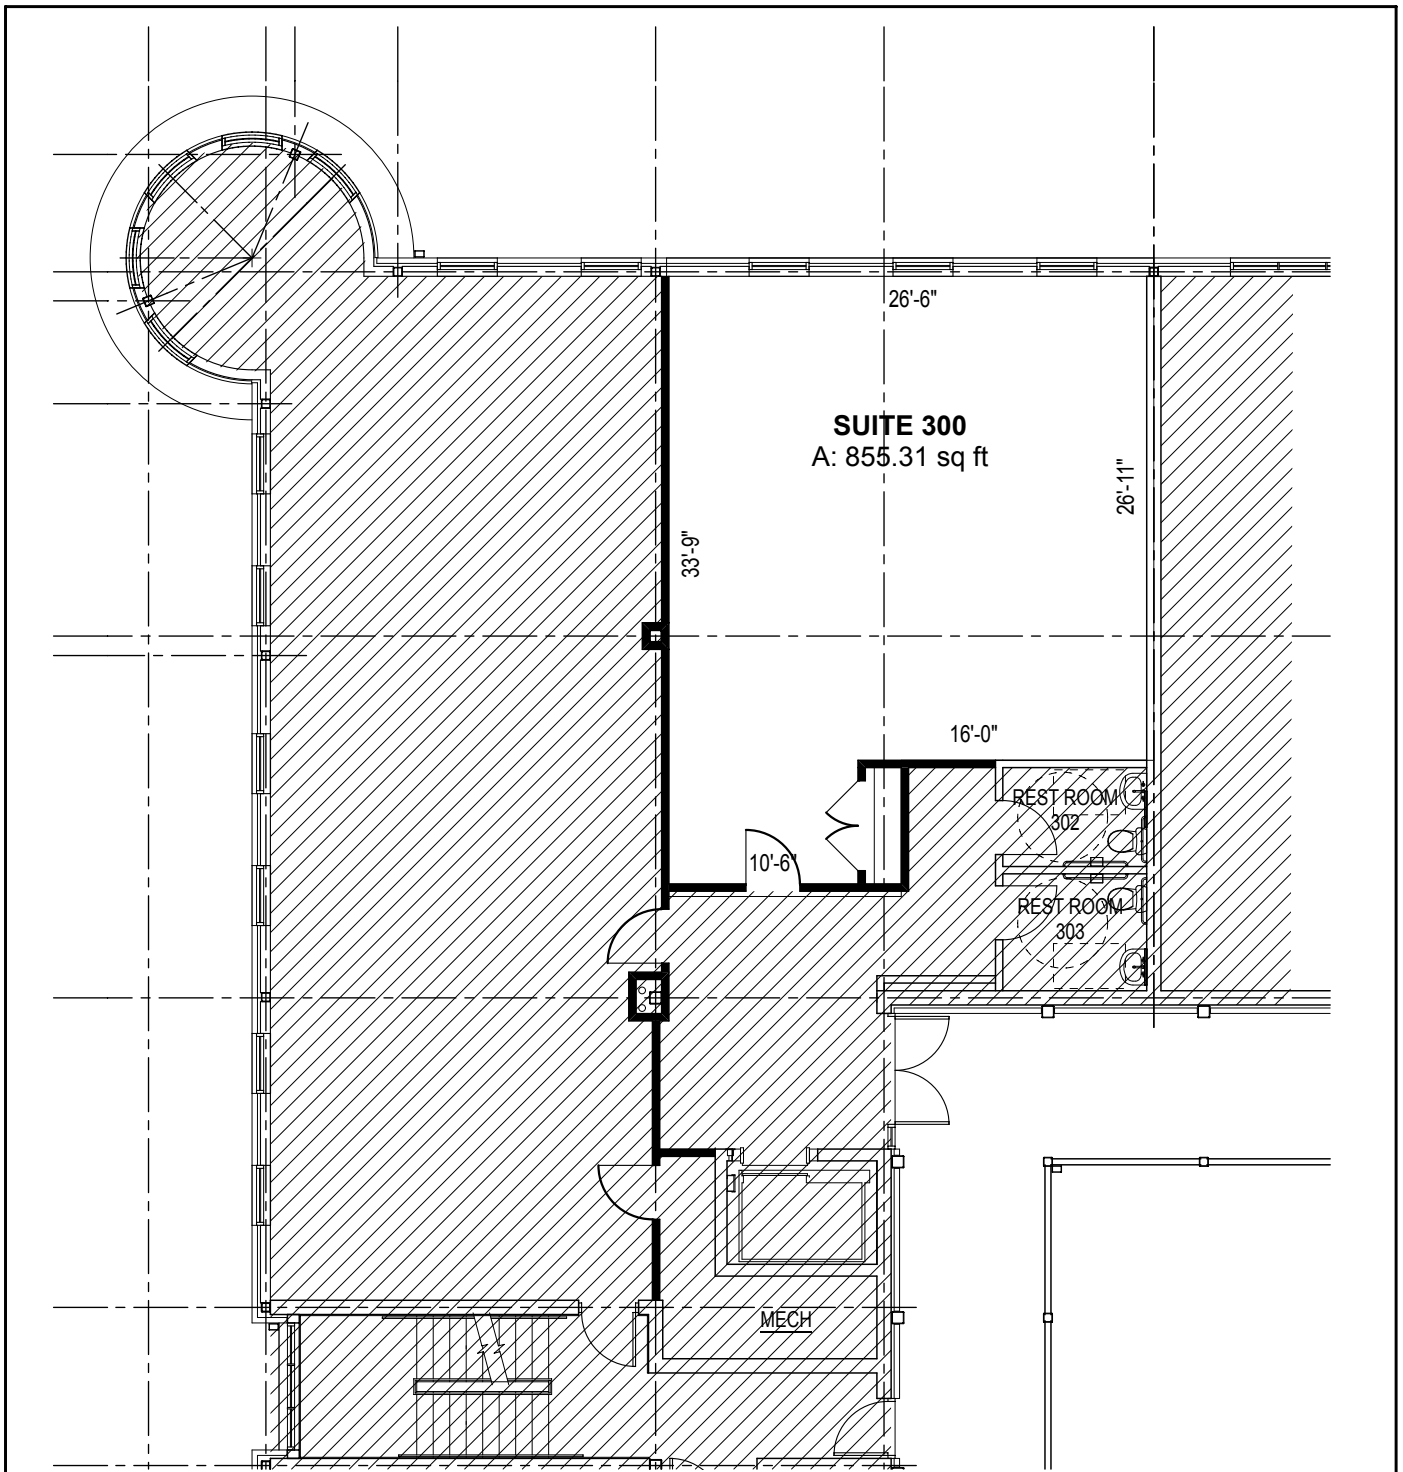 26'-6"
SUITE 300
A: 855.31 sq ft
26'-11"
33'-9"
16'-0"
REST ROOM
302
10'-6"
REST ROOM
303
MECH